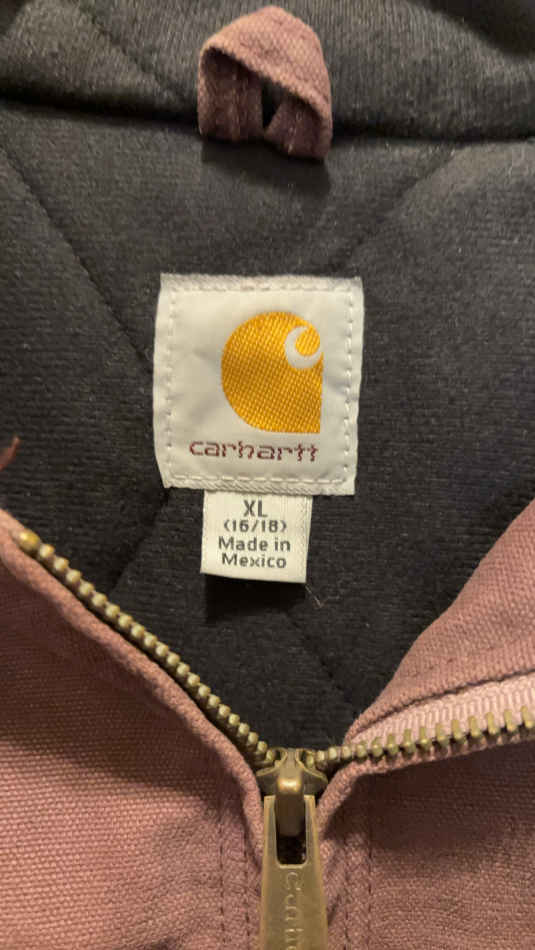 carhartt
XL
(16/18)
Made in
Mexico